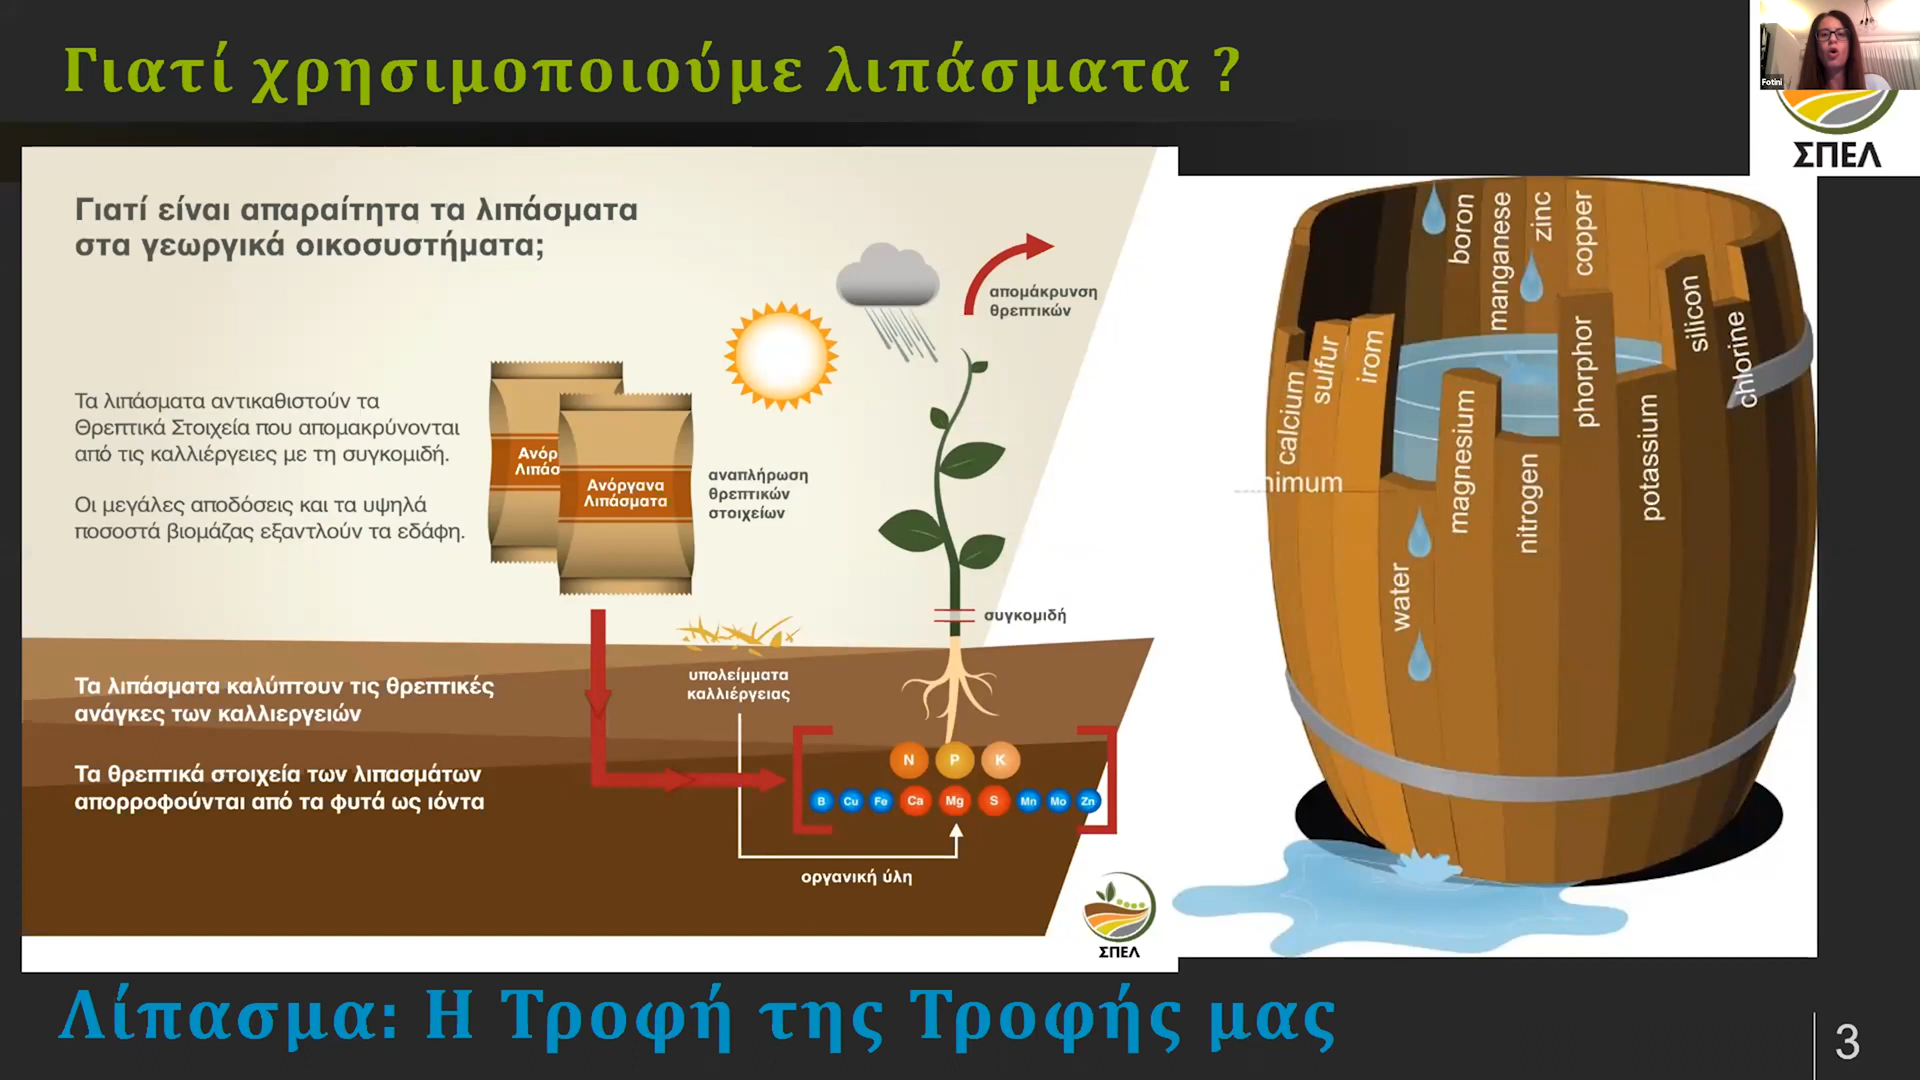 Γιατί χρησιμοποιούμε λιπάσματα ?
Fotini
ΣΠΕΛ
Γιατί είναι απαραίτητα τα λιπάσματα
στα γεωργικά οικοσυστήματα;
απομάκρυνση
θρεπτικών
Τα λιπάσματα αντικαθιστούν τα
Θρεπτικά Στοιχεία που απομακρύνονται
από τις καλλιέργειες με τη συγκομιδή.
Οι μεγάλες αποδόσεις και τα υψηλά
ποσοστά βιομάζας εξαντλούν τα εδάφη.
Ανόρ
Λιπάσ
Ανόργανα
Λιπάσματα
αναπλήρωση
θρεπτικών
στοιχείων
συγκομιδή
υπολείμματα
καλλιέργειας
Τα λιπάσματα καλύπτουν τις θρεπτικές
ανάγκες των καλλιεργειών
Τα θρεπτικά στοιχεία των λιπασμάτων
απορροφούνται από τα φυτά ως ιόντα
N P K
B Cu Fe Ca Mg S Mn Mo Zn
οργανική ύλη
ΣΠΕΛ
boron
manganese
zinc
copper
silicon
chlorine
calcium
sulfur
irom
phorphor
magnesium
nitrogen
potassium
nimum
water
Λίπασμα: Η Τροφή της Τροφής μας
3